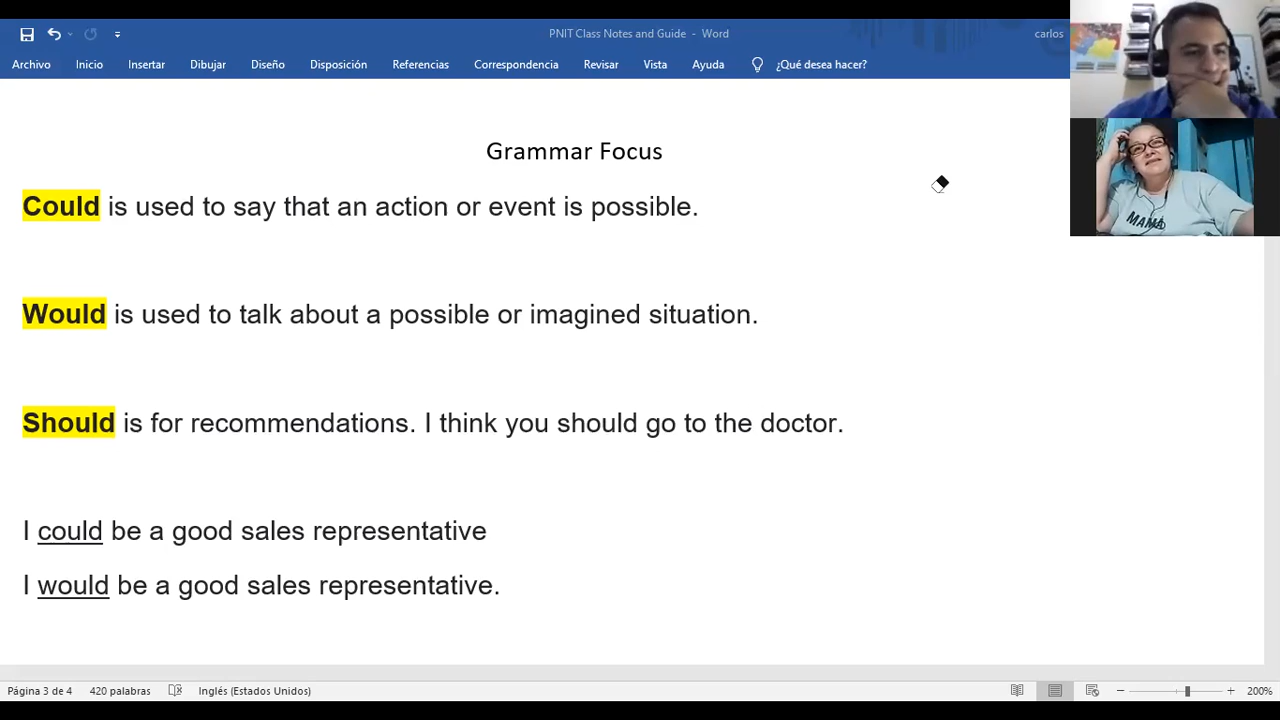 PNIT Class Notes and Guide - Word
carlos
Archivo Inicio Insertar Dibujar Diseño Disposición Referencias Correspondencia Revisar Vista Ayuda ¿Qué desea hacer?
Grammar Focus
Could is used to say that an action or event is possible.
Would is used to talk about a possible or imagined situation.
Should is for recommendations. I think you should go to the doctor.
I could be a good sales representative
I would be a good sales representative.
MAMÁ
Página 3 de 4 420 palabras Inglés (Estados Unidos) 200%